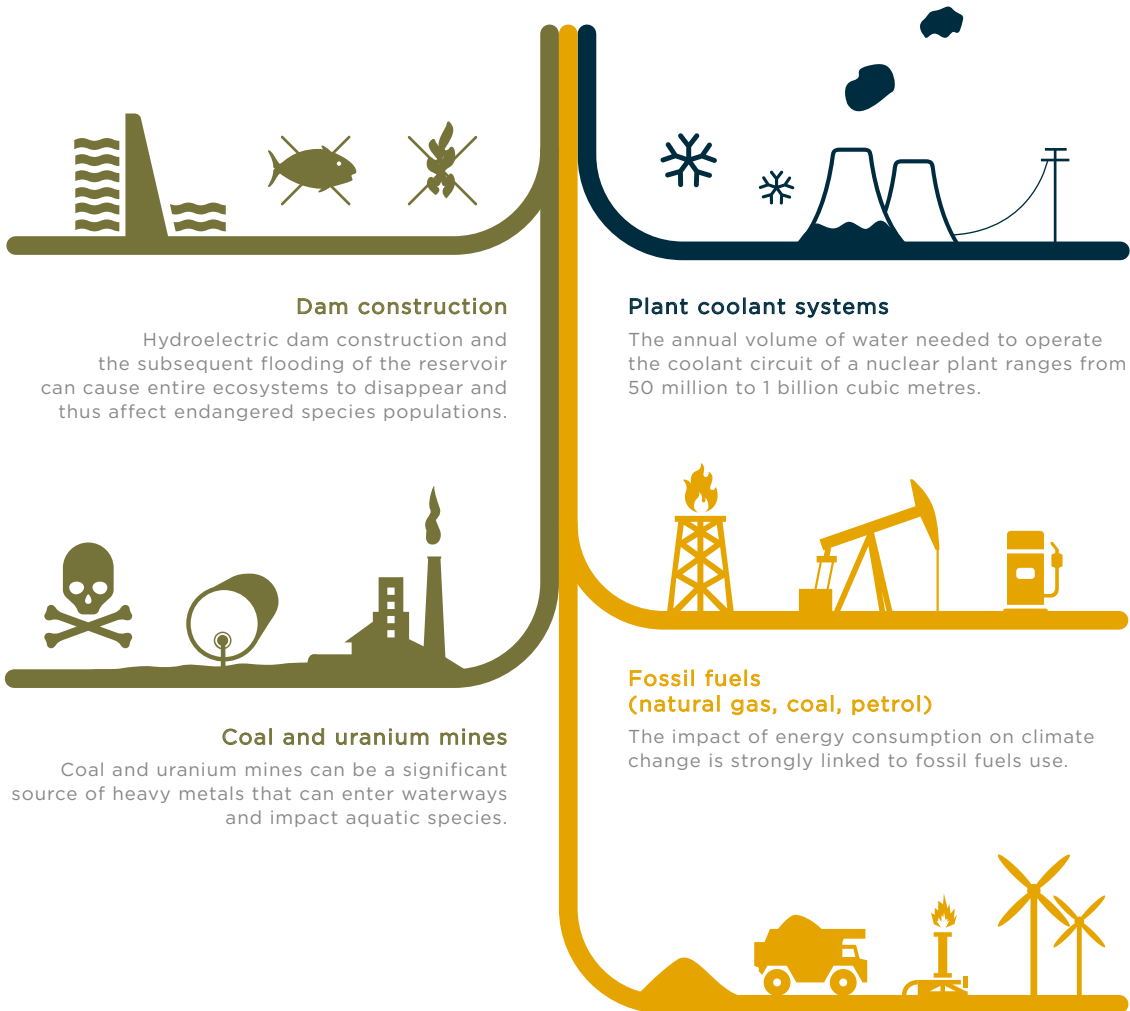 Dam construction
Hydroelectric dam construction and
the subsequent flooding of the reservoir
can cause entire ecosystems to disappear and
thus affect endangered species populations.
Plant coolant systems
The annual volume of water needed to operate
the coolant circuit of a nuclear plant ranges from
50 million to 1 billion cubic metres.
Coal and uranium mines
Coal and uranium mines can be a significant
source of heavy metals that can enter waterways
and impact aquatic species.
Fossil fuels
(natural gas, coal, petrol)
The impact of energy consumption on climate
change is strongly linked to fossil fuels use.